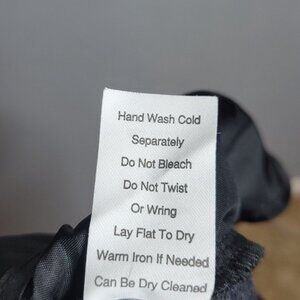 Hand Wash Cold
Separately
Do Not Bleach
Do Not Twist
Or Wring
Lay Flat To Dry
Warm Iron If Needed
Can Be Dry Cleaned